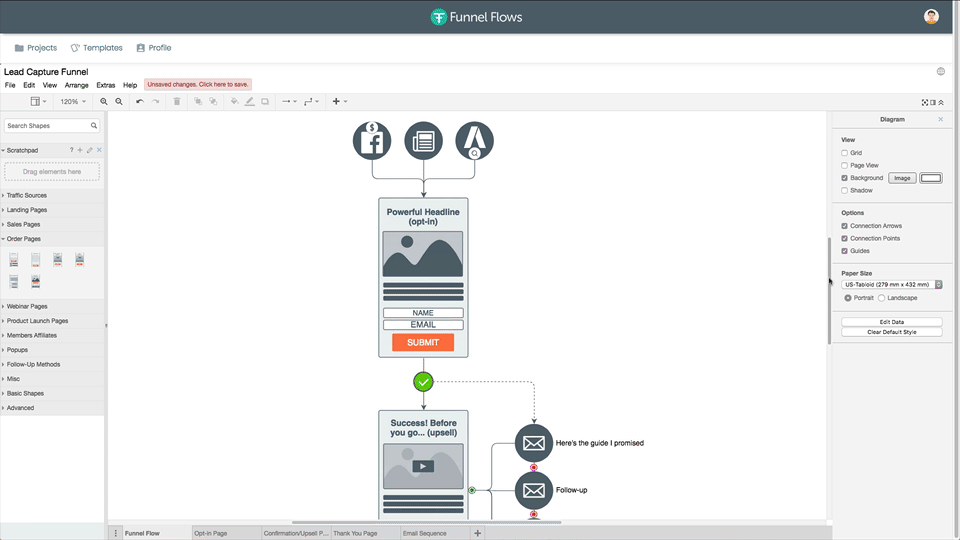 Funnel Flows
Projects Templates Profile
Lead Capture Funnel
File Edit View Arrange Extras Help Unsaved changes. Click here to save.
120%
Search Shapes
Scratchpad ?
Drag elements here
Traffic Sources
Landing Pages
Sales Pages
Order Pages
Webinar Pages
Product Launch Pages
Members Affiliates
Popups
Follow-Up Methods
Misc
Basic Shapes
Advanced
$
Powerful Headline
(opt-in)
NAME
EMAIL
SUBMIT
Success! Before
you go... (upsell)
Here's the guide I promised
Follow-up
Diagram
View
Grid
Page View
Background Image
Shadow
Options
Connection Arrows
Connection Points
Guides
Paper Size
US-Tabloid (279 mm x 432 mm)
Portrait Landscape
Edit Data
Clear Default Style
Funnel Flow Opt-In Page Confirmation/Upsell P... Thank You Page Email Sequence